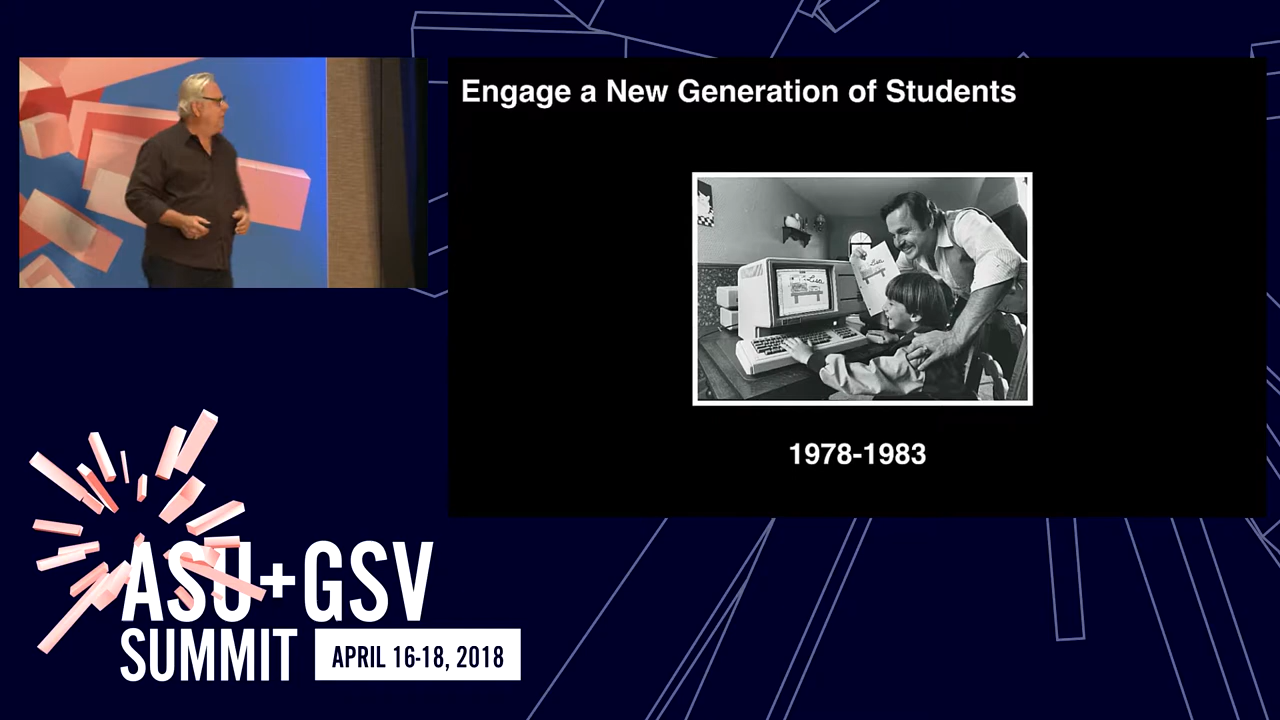 Engage a New Generation of Students
1978-1983
ASU+GSV
SUMMIT
APRIL 16-18, 2018